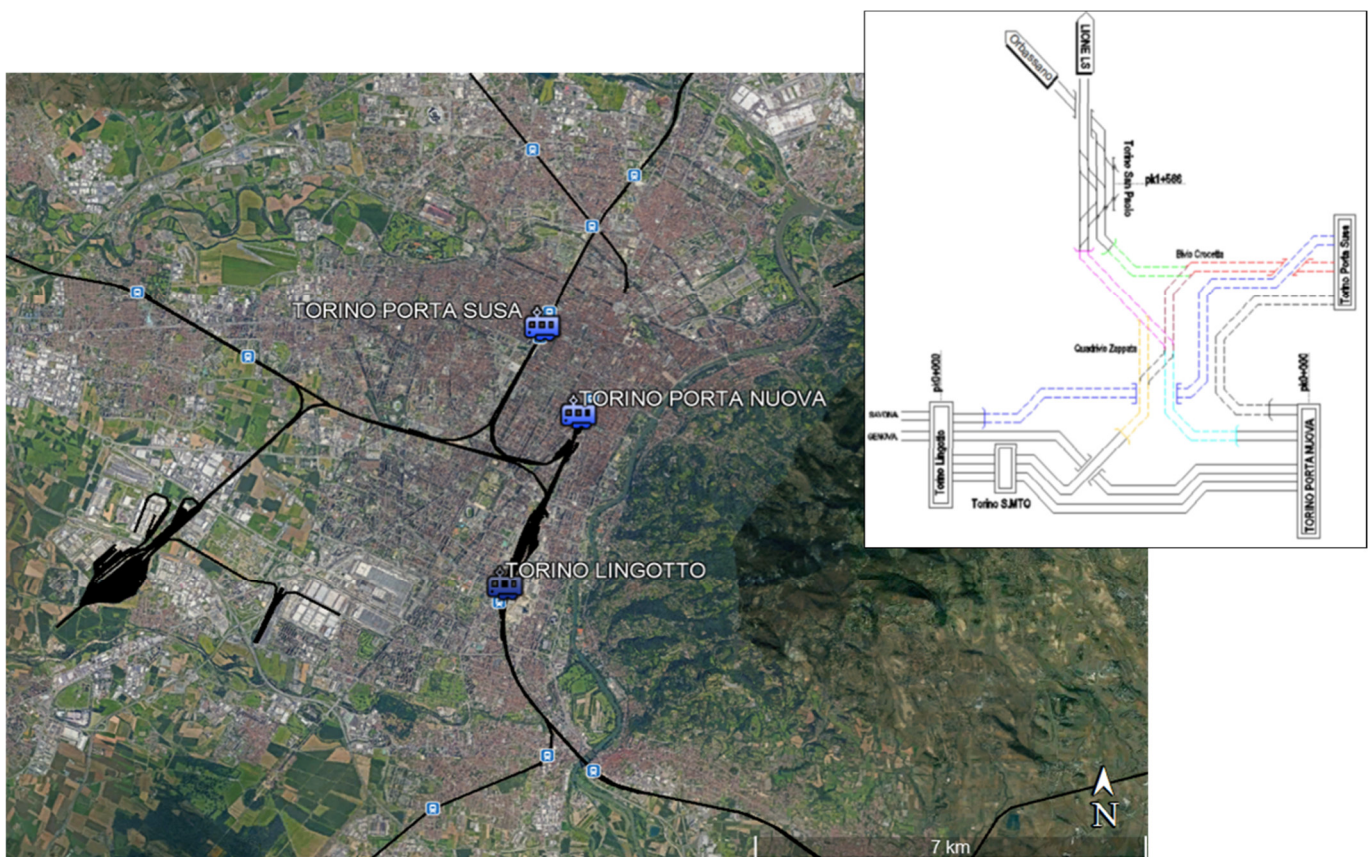 TORINO PORTA SUSA
TORINO PORTA NUOVA
TORINO LINGOTTO
N
7 km
Orbassano
LIONE LS
Torino San Paolo
pk1+566
Bivio Crocetta
Torino Porta Susa
Quadrivio Zappata
pk0+000
pk0+000
SAVONA
GENOVA
Torino Lingotto
Torino S.MTO
TORINO PORTA NUOVA